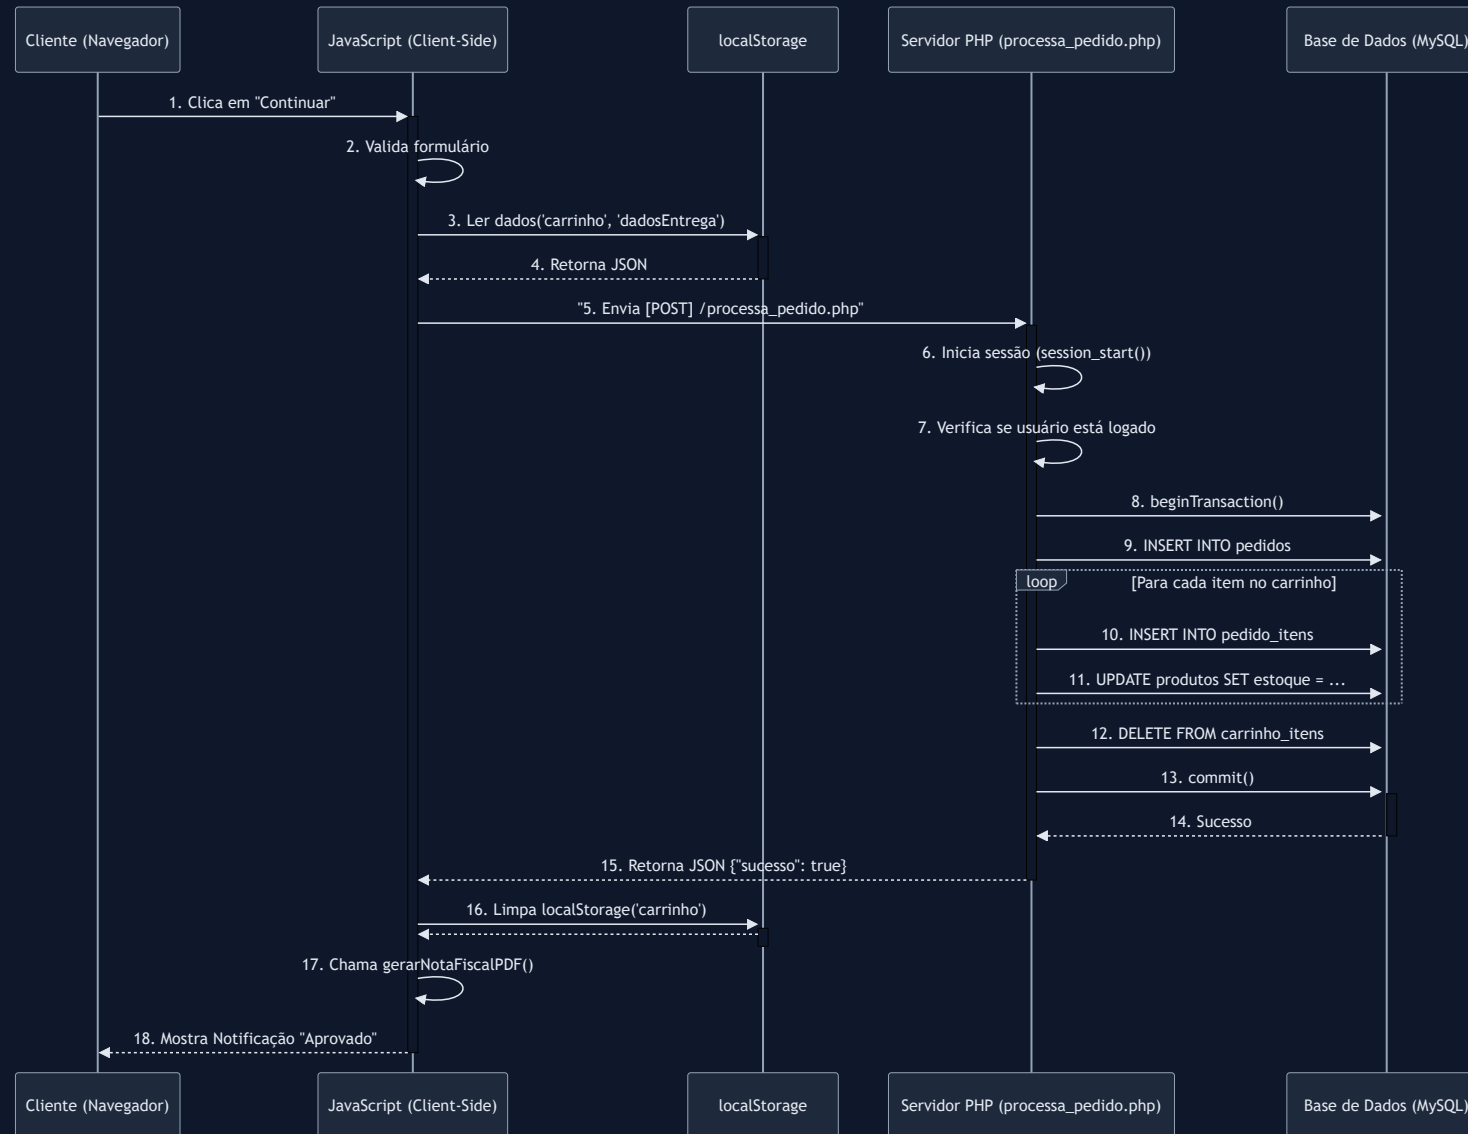 Cliente (Navegador)
JavaScript (Client-Side)
localStorage
Servidor PHP (processa_pedido.php)
Base de Dados (MySQL)
1. Clica em "Continuar"
2. Valida formulário
3. Ler dados('carrinho', 'dadosEntrega')
4. Retorna JSON
"5. Envia [POST] /processa_pedido.php"
6. Inicia sessão (session_start())
7. Verifica se usuário está logado
8. beginTransaction()
9. INSERT INTO pedidos
loop
[Para cada item no carrinho]
10. INSERT INTO pedido_itens
11. UPDATE produtos SET estoque = ...
12. DELETE FROM carrinho_itens
13. commit()
14. Sucesso
15. Retorna JSON {"sucesso": true}
16. Limpa localStorage('carrinho')
17. Chama gerarNotaFiscalPDF()
18. Mostra Notificação "Aprovado"
Cliente (Navegador)
JavaScript (Client-Side)
localStorage
Servidor PHP (processa_pedido.php)
Base de Dados (MySQL)